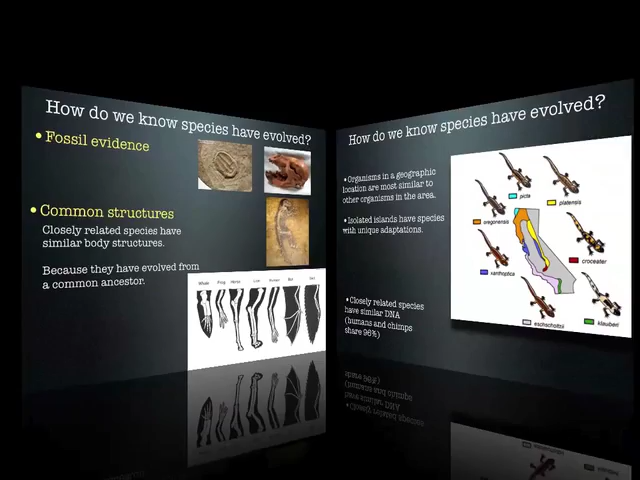 How do we know species have evolved?
• Fossil evidence
• Common structures
Closely related species have
similar body structures.
Because they have evolved from
a common ancestor.
Whale Frog Horse Lion Human Bat Bird
How do we know species have evolved?
• Organisms in a geographic
location are most similar to
other organisms in the area.
• Isolated islands have species
with unique adaptations.
• Closely related species
have similar DNA
(humans and chimps
share 96%)
picta
platensis
oregonensis
croceater
xanthoptica
eschscholtzii
klauberi